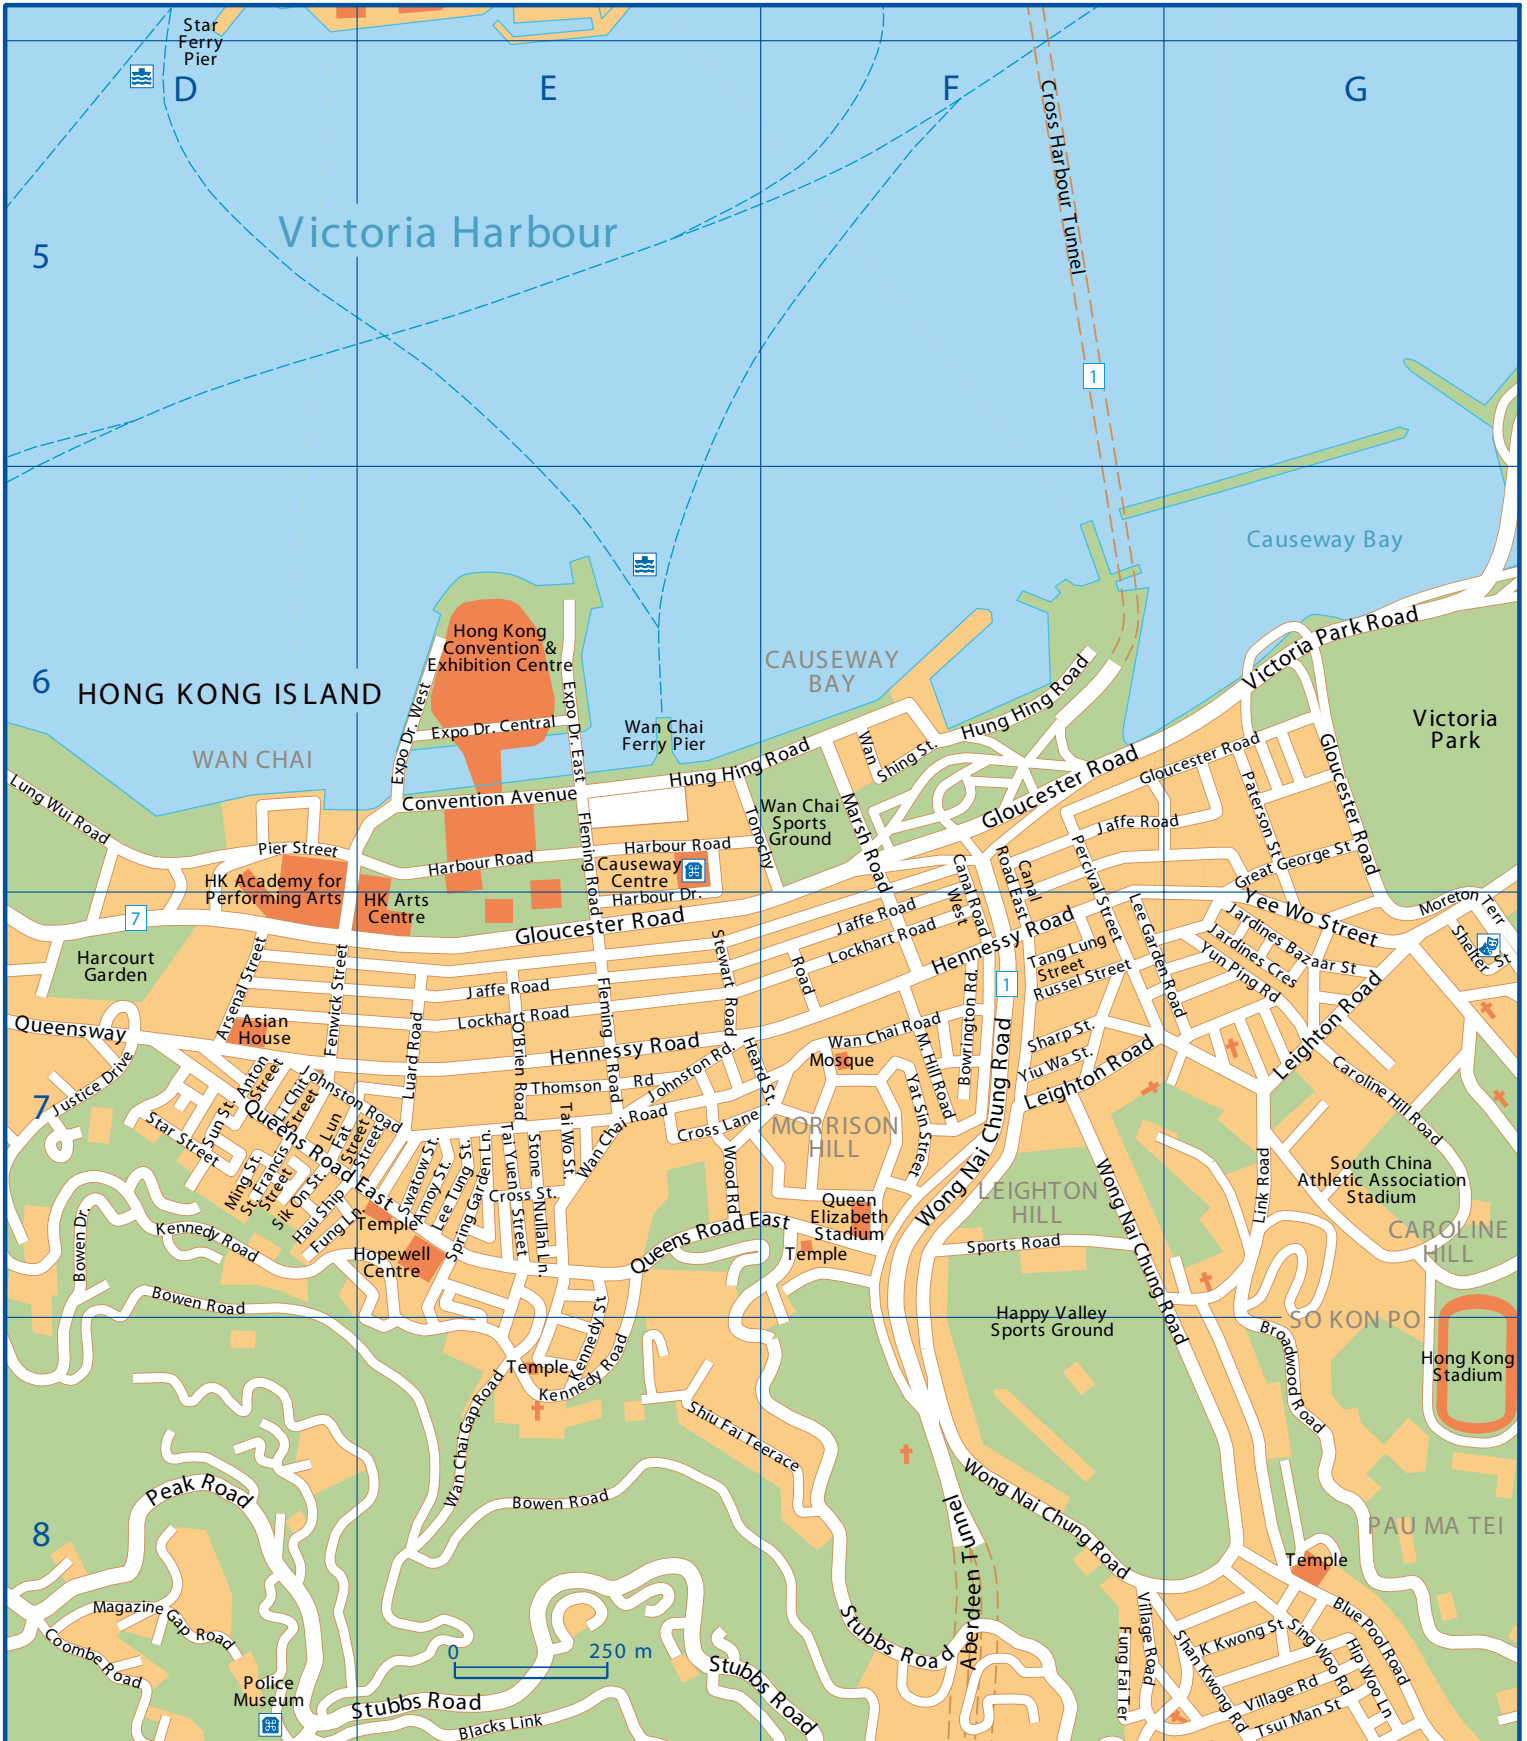 Star
Ferry
Pier
D
E
F
G
Cross Harbour Tunnel
Victoria Harbour
5
1
Causeway Bay
Hong Kong
Convention &
Exhibition Centre
CAUSEWAY
BAY
6
HONG KONG ISLAND
Victoria Park Road
Hung Hing Road
Expo Dr. West
Expo Dr. Central
Expo Dr. East
Wan Chai
Ferry Pier
Wan
Shing St.
Victoria
Park
WAN CHAI
Hung Hing Road
Gloucester Road
Gloucester Road
Gloucester Road
Paterson St
Lung Wui Road
Convention Avenue
Wan Chai
Sports
Ground
Marsh Road
Tonochy
Jaffe Road
Pier Street
Fleming Road
Harbour Road
Harbour Road
Causeway
Centre
Harbour Dr.
Percival Street
Great George St
Canal Road
West
Canal
Road East
HK Academy for
Performing Arts
HK Arts
Centre
7
Gloucester Road
Jaffe Road
Lockhart Road
Hennessy Road
Yee Wo Street
Moreton Terr
Shelter St
Lee Garden Road
Jardines Bazaar St
Jardines Cres
Yun Ping Rd
Tang Lung
Street
Russel Street
1
Harcourt
Garden
Arsenal Street
Fenwick Street
Stewart Road
Road
Jaffe Road
Lockhart Road
Fleming Road
Queensway
Asian
House
Luard Road
O'Brien Road
Hennessy Road
Wan Chai Road
Mosque
M. Hill Road
Bowrington Rd.
Sharp St.
Yiu Wa St.
Leighton Road
Leighton Road
Caroline Hill Road
7
Justice Drive
Anton
Street
Li Chit
Street
Johnston Road
Sun St.
Lun
Fat
Street
Star Street
Queens Road East
Thomson Rd
Johnston Rd.
Heard St.
Tai Wo St.
Wan Chai Road
Cross Lane
MORRISON
HILL
Yat Sin Street
Wong Nai Chung Road
Ming St.
St. Francis
Street
Sik On St.
Hau Ship
Fung Ln.
Swatow St.
Amoy St.
Lee Tung St.
Spring Garden Ln.
Tai Yuen Street
Stone Nullah Ln.
Cross St.
Wood Rd
South China
Athletic Association
Stadium
Link Road
Bowen Dr.
Kennedy Road
Temple
Hopewell
Centre
Queens Road East
Queen
Elizabeth
Stadium
Temple
LEIGHTON
HILL
Sports Road
Wong Nai Chung Road
CAROLINE
HILL
Bowen Road
Kennedy St
Happy Valley
Sports Ground
SO KON PO
Broadwood Road
Hong Kong
Stadium
Temple
Kennedy Road
Wan Chai Gap Road
Shiu Fai Teerace
Wong Nai Chung Road
Peak Road
Bowen Road
8
Aberdeen Tunnel
PAU MA TEI
Temple
Magazine Gap Road
Coombe Road
Stubbs Road
Village Road
Fung Fai Ter
Shan Kwong Rd
K Kwong St
Sing Woo Rd
Blue Pool Road
Hip Woo Ln
Village Rd
Tsui Man St
0 250 m
Police
Museum
Stubbs Road
Stubbs Road
Blacks Link